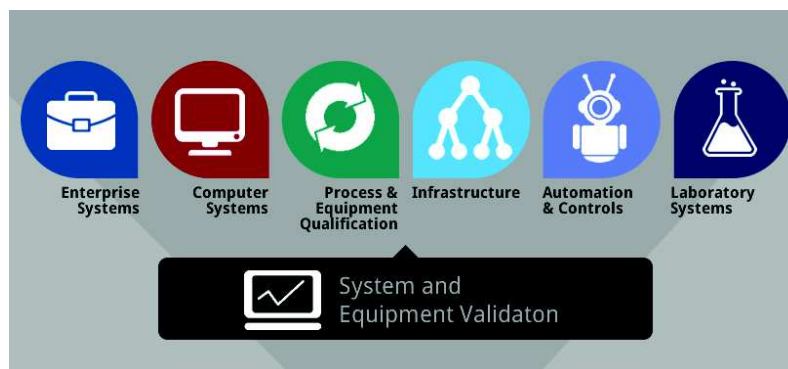 Enterprise
Systems
Computer
Systems
Process &
Equipment
Qualification
Infrastructure
Automation
& Controls
Laboratory
Systems
System and
Equipment Validaton